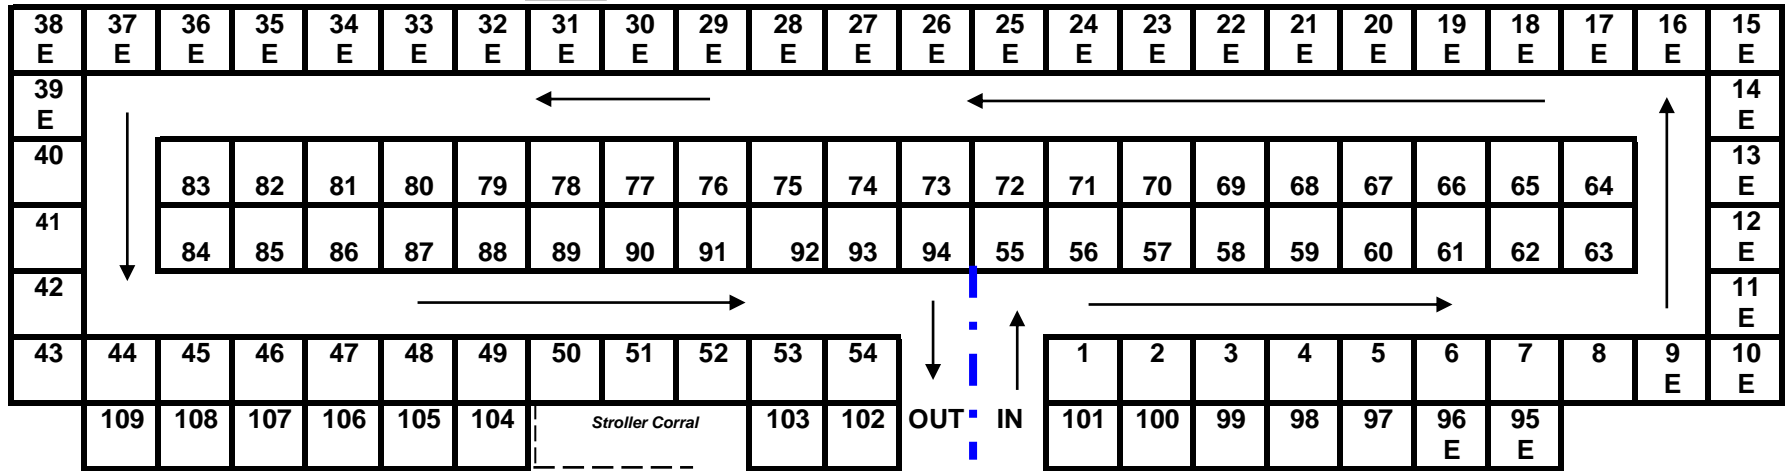 38 37 36 35 34 33 32 31 30 29 28 27 26 25 24 23 22 21 20 19 18 17 16 15
E E E E E E E E E E E E E E E E E E E E E E E E
39 14
E E
40 13
83 82 81 80 79 78 77 76 75 74 73 72 71 70 69 68 67 66 65 64 E
41 12
84 85 86 87 88 89 90 91 92 93 94 55 56 57 58 59 60 61 62 63 E
42 11
E
43 44 45 46 47 48 49 50 51 52 53 54 1 2 3 4 5 6 7 8 9 10
E E
109 108 107 106 105 104 Stroller Corral 103 102 OUT IN 101 100 99 98 97 96 95
E E